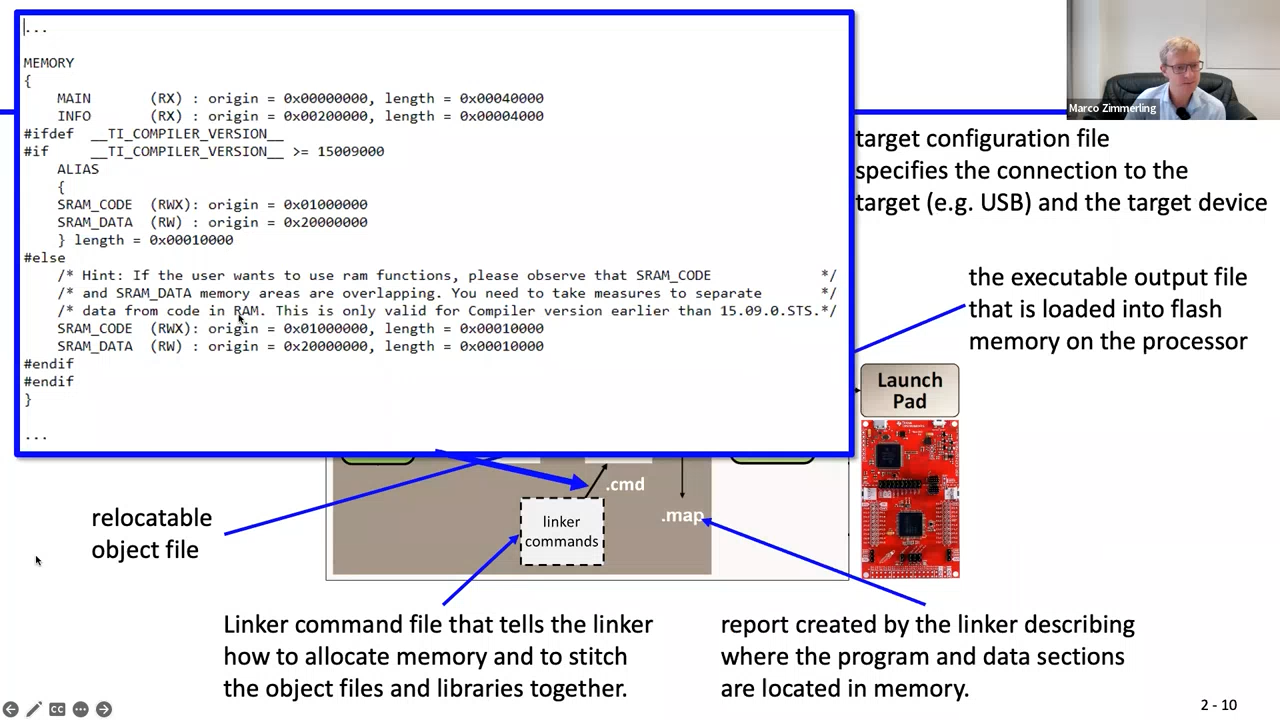 ...
MEMORY
{
MAIN (RX) : origin = 0x00000000, length = 0x00040000
INFO (RX) : origin = 0x00200000, length = 0x00004000
#ifdef __TI_COMPILER_VERSION__
#if __TI_COMPILER_VERSION__ >= 15009000
ALIAS
{
SRAM_CODE (RWX): origin = 0x01000000
SRAM_DATA (RW) : origin = 0x20000000
} length = 0x00010000
#else
/* Hint: If the user wants to use ram functions, please observe that SRAM_CODE */
/* and SRAM_DATA memory areas are overlapping. You need to take measures to separate */
/* data from code in RAM. This is only valid for Compiler version earlier than 15.09.0.STS.*/
SRAM_CODE (RWX): origin = 0x01000000, length = 0x00010000
SRAM_DATA (RW) : origin = 0x20000000, length = 0x00010000
#endif
#endif
}
...
Marco Zimmerling
target configuration file
specifies the connection to the
target (e.g. USB) and the target device
the executable output file
that is loaded into flash
memory on the processor
Launch
Pad
relocatable
object file
.cmd
linker
commands
.map
Linker command file that tells the linker
how to allocate memory and to stitch
the object files and libraries together.
report created by the linker describing
where the program and data sections
are located in memory.
CC
2 - 10